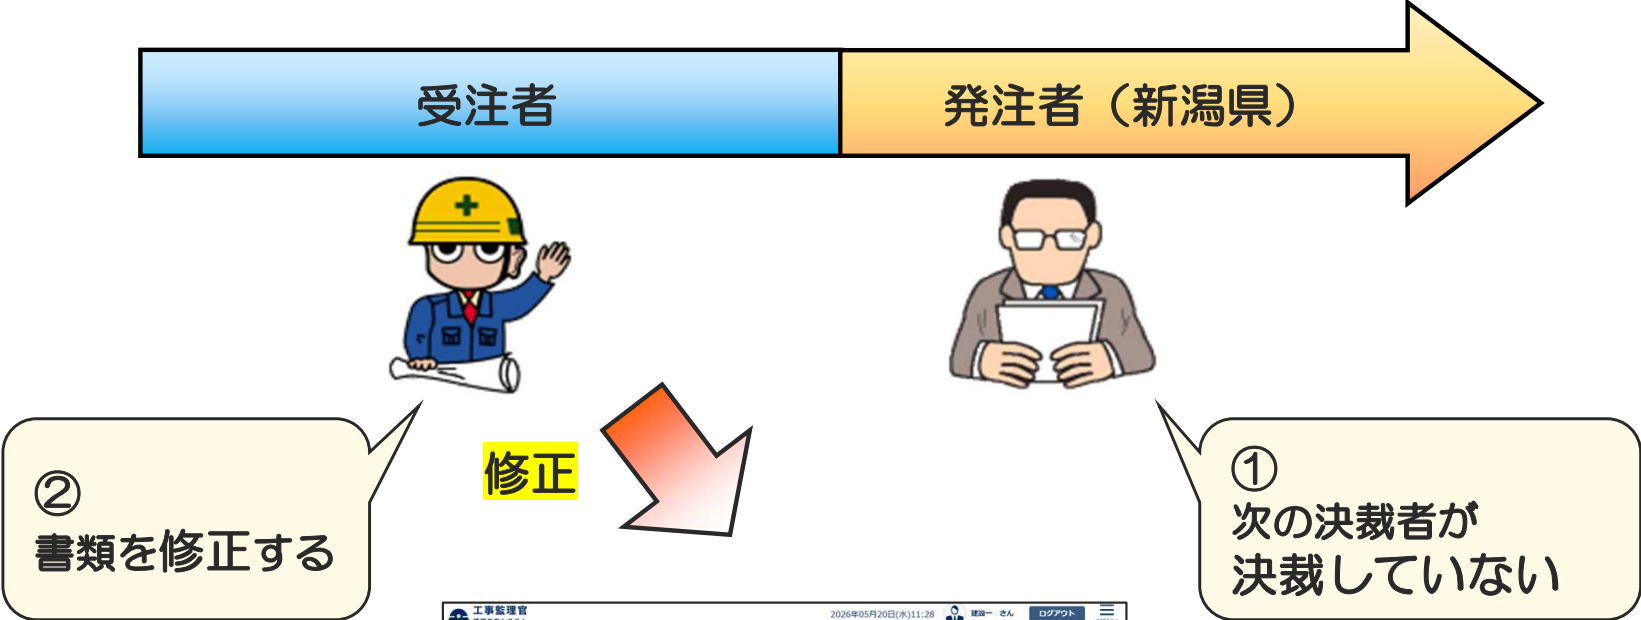 受注者
発注者（新潟県）
修正
②
書類を修正する
①
次の決裁者が
決裁していない
工事監理官
2026年05月20日(水)11:28
建設一 さん
ログアウト